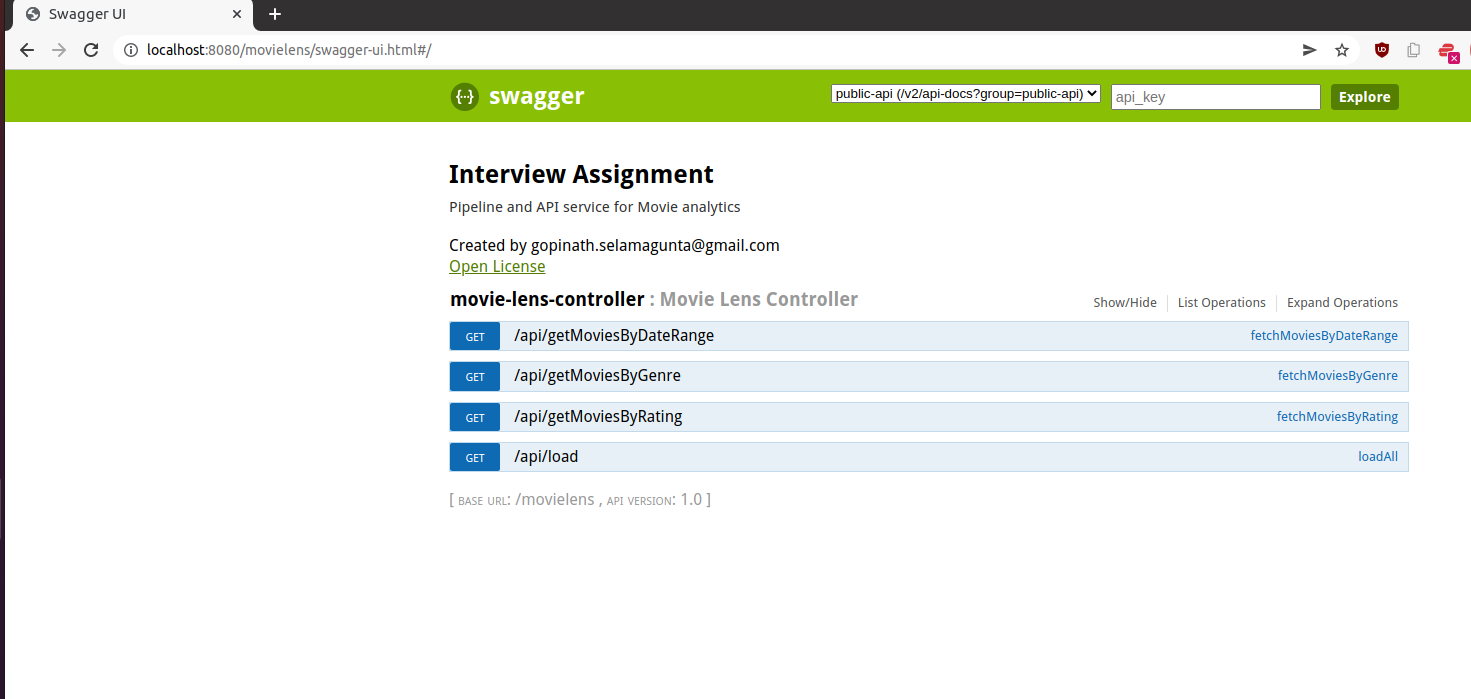 Swagger UI
localhost:8080/movielens/swagger-ui.html#/
{··} swagger public-api (/v2/api-docs?group=public-api) api_key Explore
Interview Assignment
Pipeline and API service for Movie analytics
Created by gopinath.selamagunta@gmail.com
Open License
movie-lens-controller : Movie Lens Controller Show/Hide List Operations Expand Operations
GET /api/getMoviesByDateRange fetchMoviesByDateRange
GET /api/getMoviesByGenre fetchMoviesByGenre
GET /api/getMoviesByRating fetchMoviesByRating
GET /api/load loadAll
[ BASE URL: /movielens , API VERSION: 1.0 ]